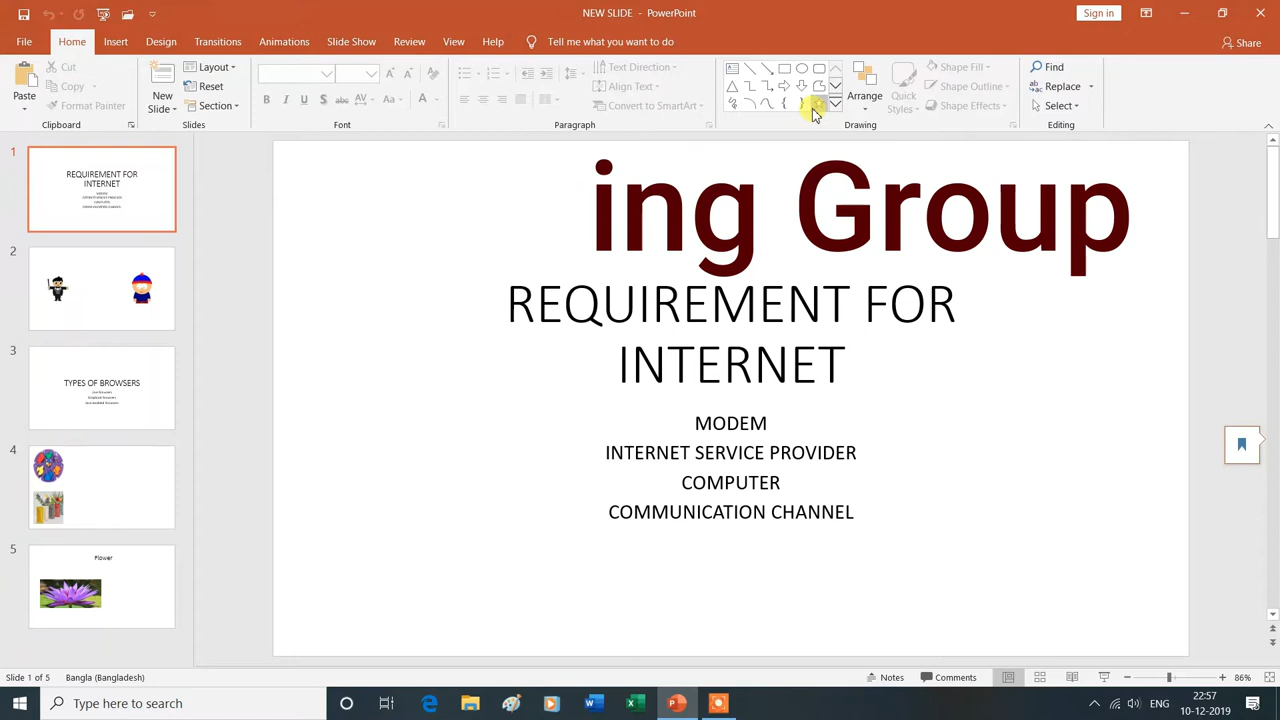 NEW SLIDE - PowerPoint
Sign in
File
Home
Insert
Design
Transitions
Animations
Slide Show
Review
View
Help
Tell me what you want to do
Share
Paste
Cut
Copy
Format Painter
Clipboard
New Slide
Layout
Reset
Section
Slides
Font
Text Direction
Align Text
Convert to SmartArt
Paragraph
Arrange
Quick Styles
Shape Fill
Shape Outline
Shape Effects
Drawing
Find
Replace
Select
Editing
1
REQUIREMENT FOR
INTERNET
2
3
TYPES OF BROWSERS
4
5
Flower
ing Group
REQUIREMENT FOR
INTERNET
MODEM
INTERNET SERVICE PROVIDER
COMPUTER
COMMUNICATION CHANNEL
Slide 1 of 5
Bangla (Bangladesh)
Notes
Comments
86%
Type here to search
ENG
22:57
10-12-2019